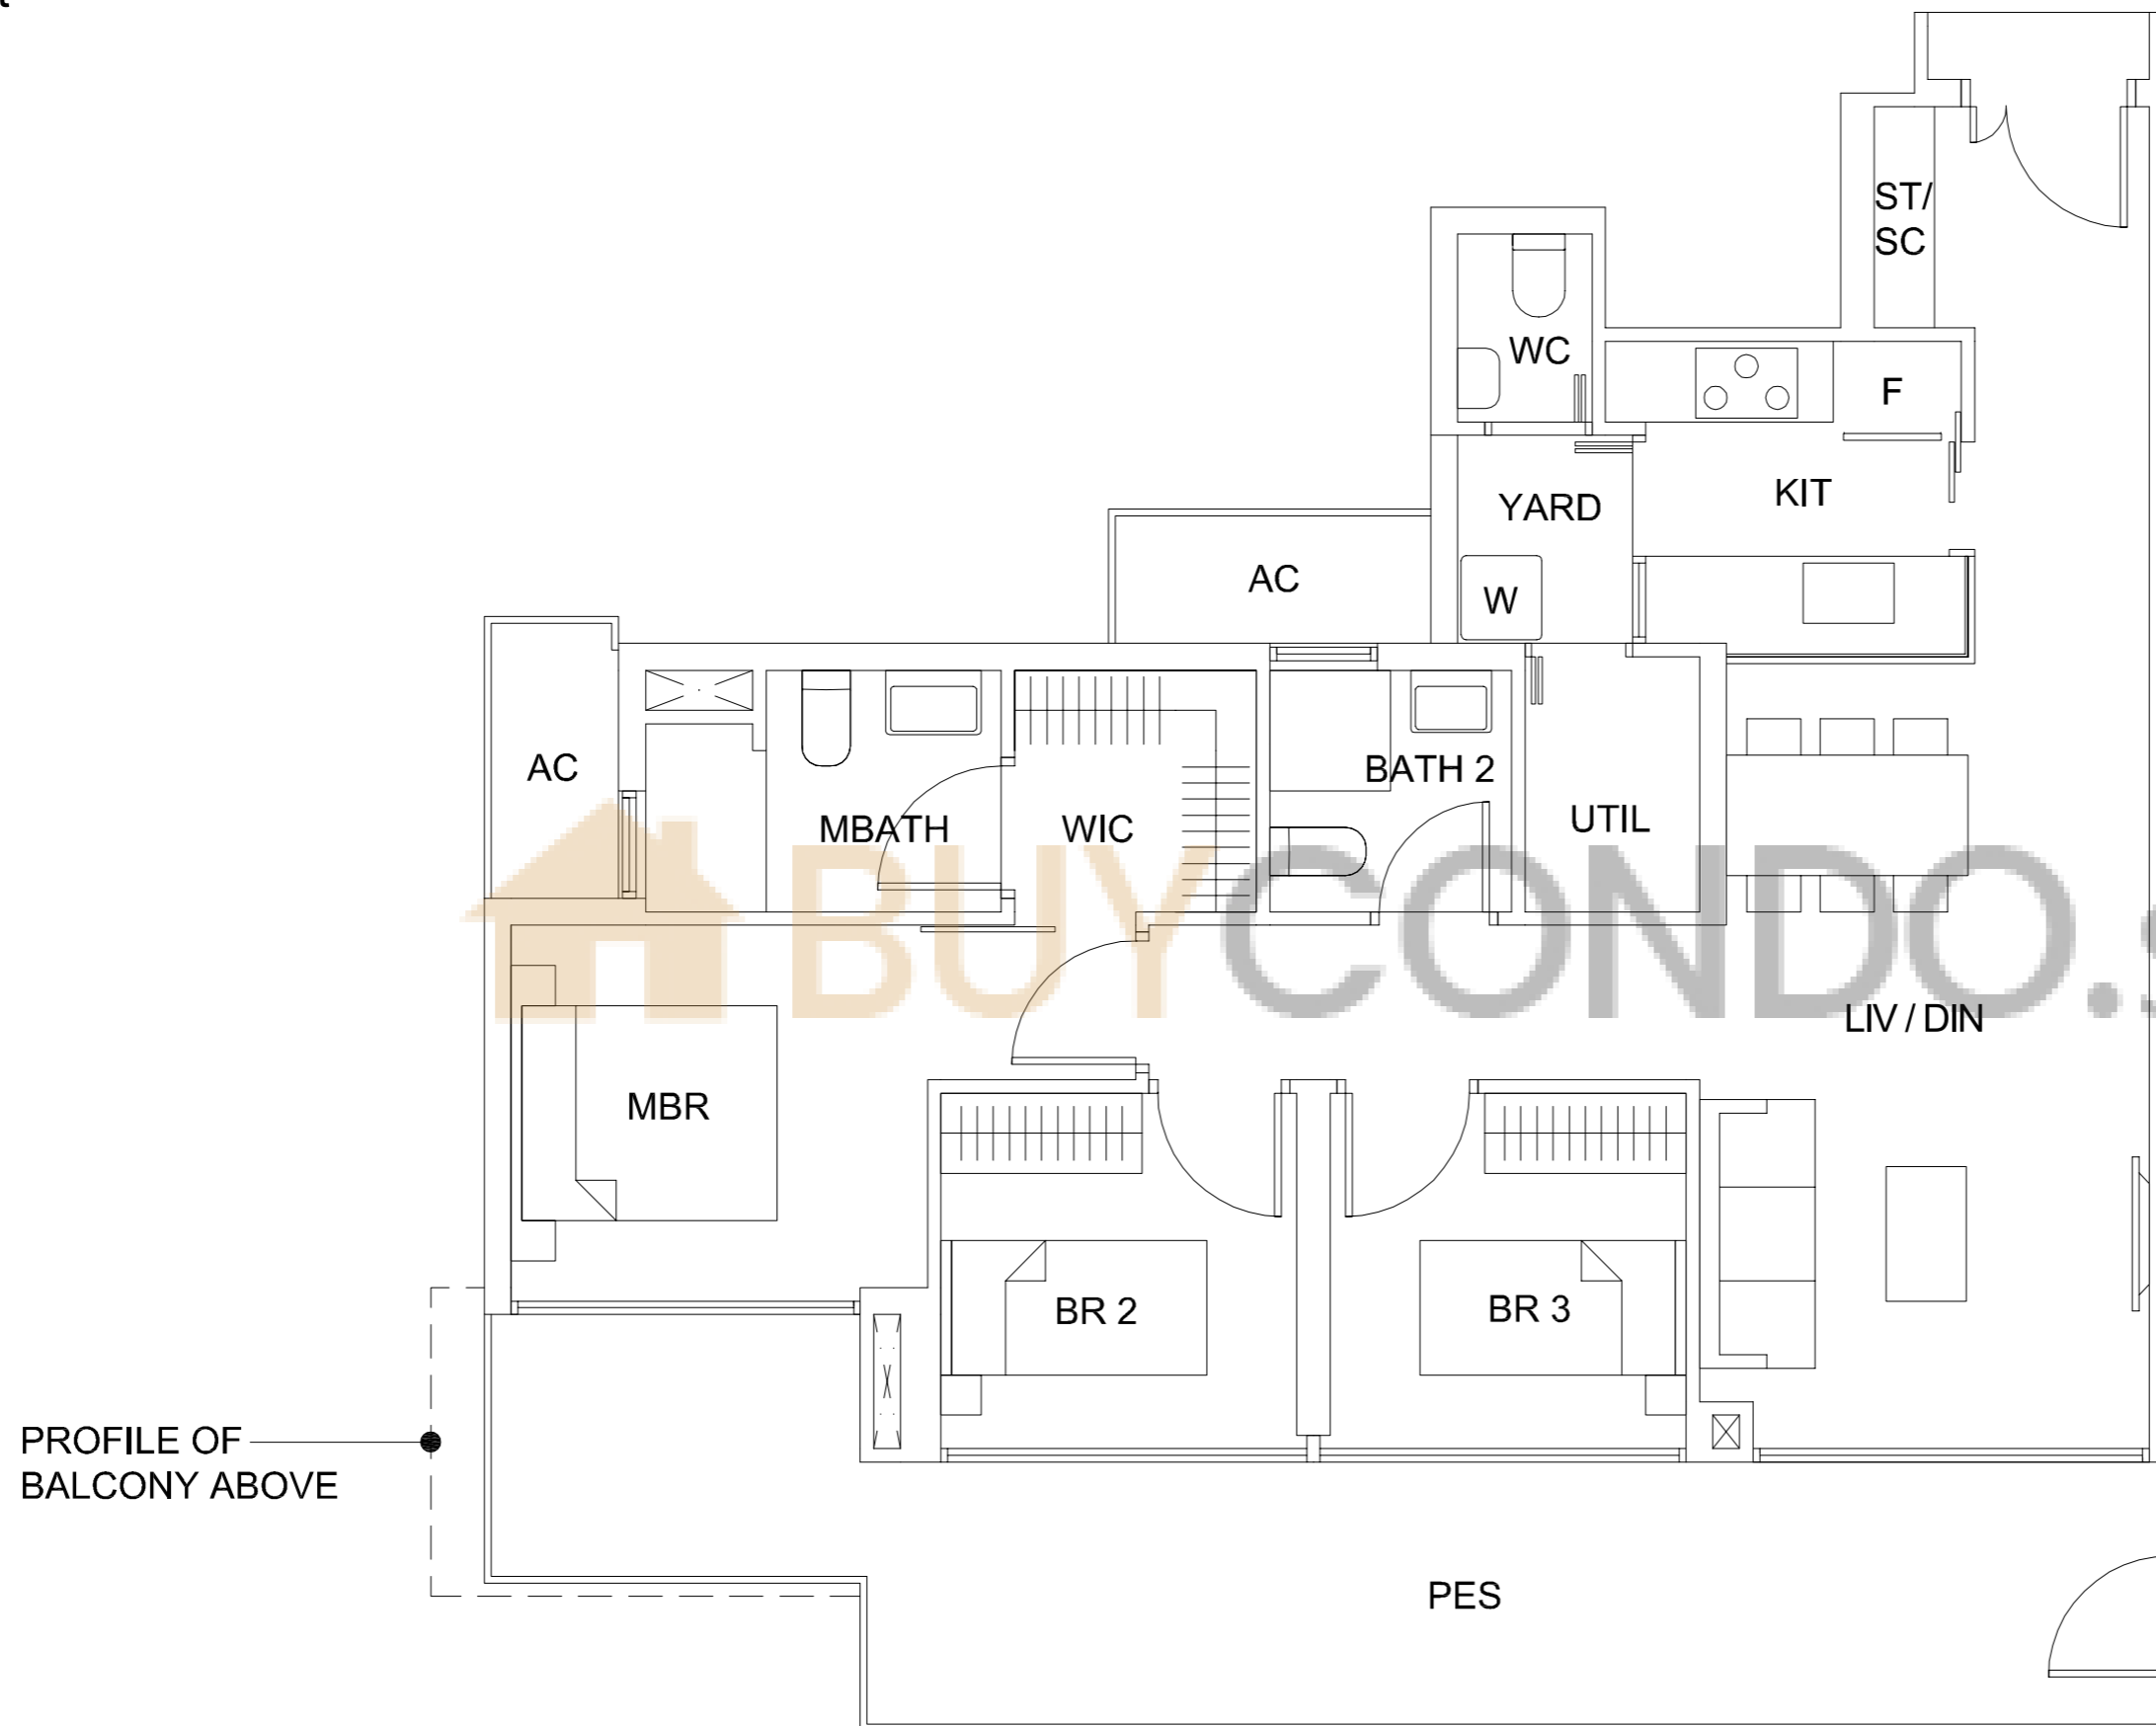 ST/
SC
WC
F
KIT
YARD
W
AC
AC
MBATH
WIC
BATH 2
UTIL
BUYCONDO.s
LIV / DIN
MBR
BR 2
BR 3
PROFILE OF
BALCONY ABOVE
PES